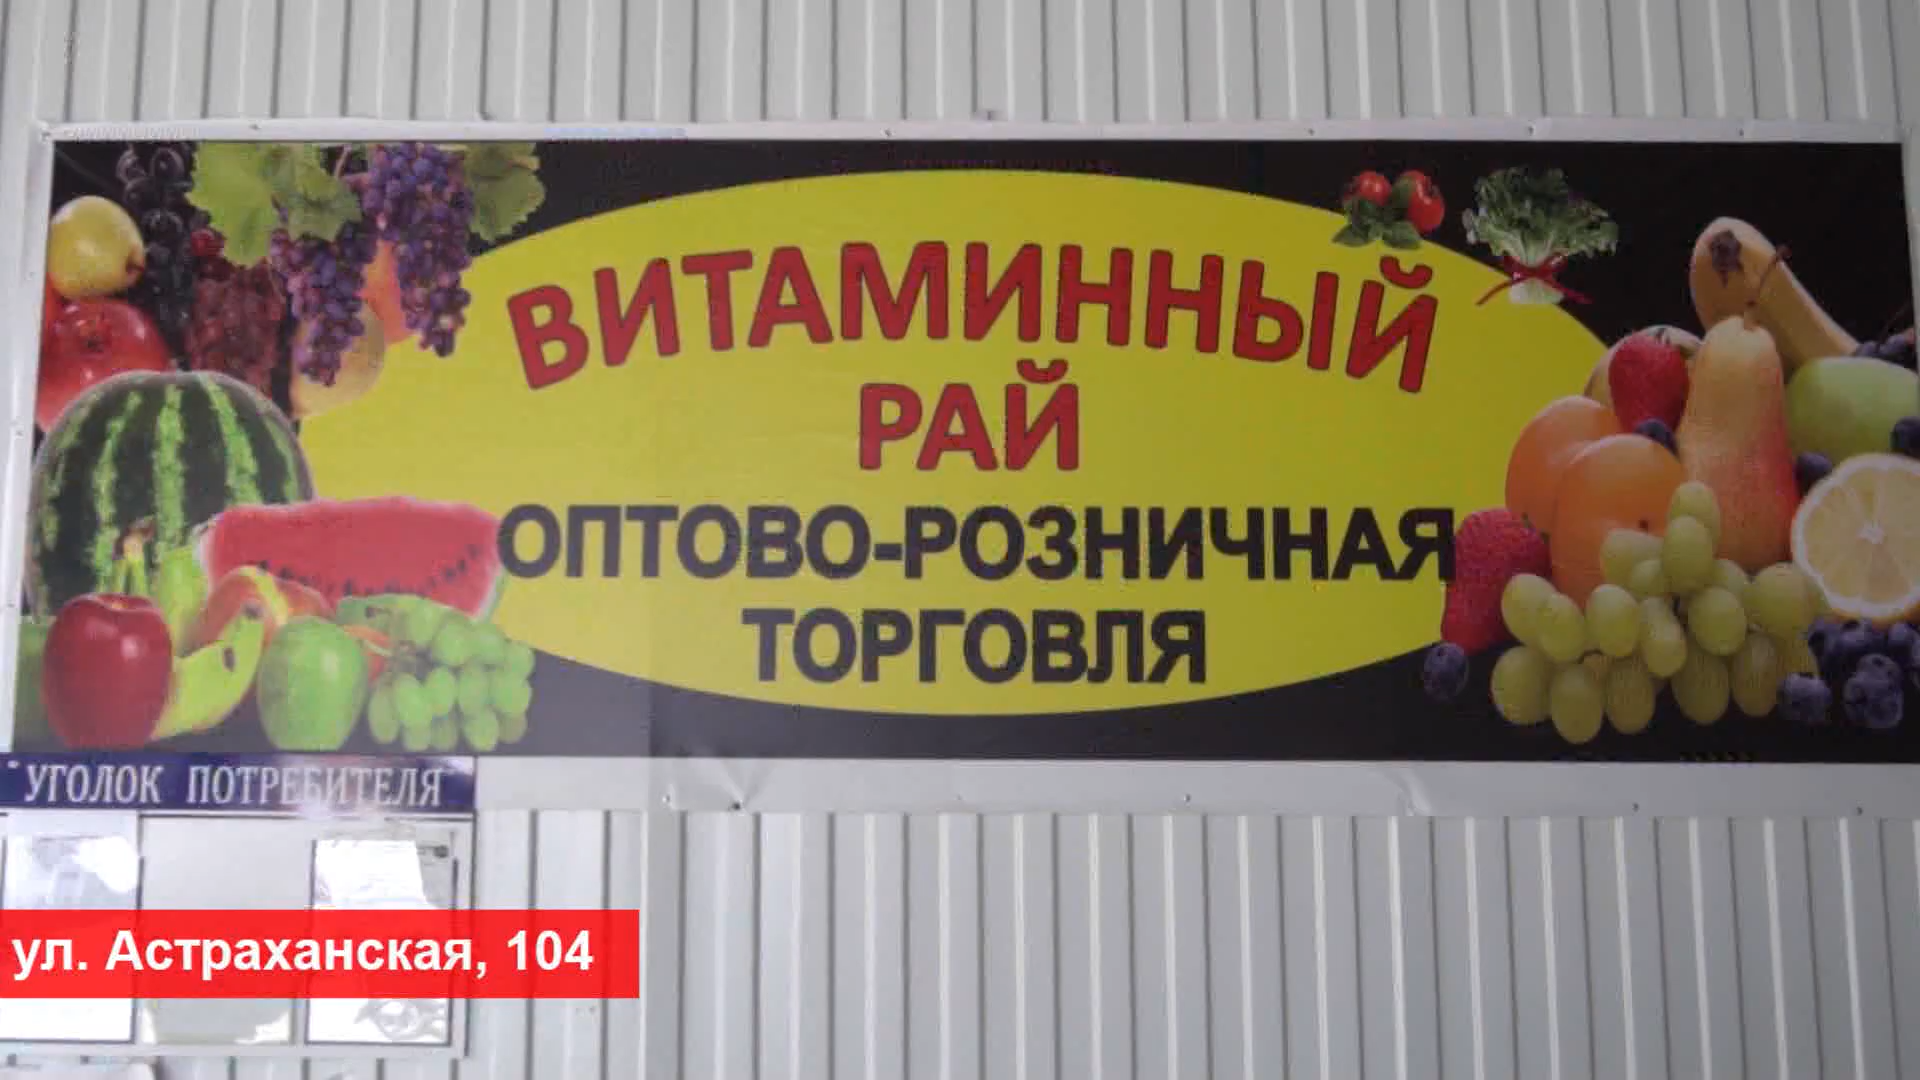 ВИТАМИННЫЙ
РАЙ
ОПТОВО-РОЗНИЧНАЯ
ТОРГОВЛЯ
УГОЛОК ПОТРЕБИТЕЛЯ
ул. Астраханская, 104